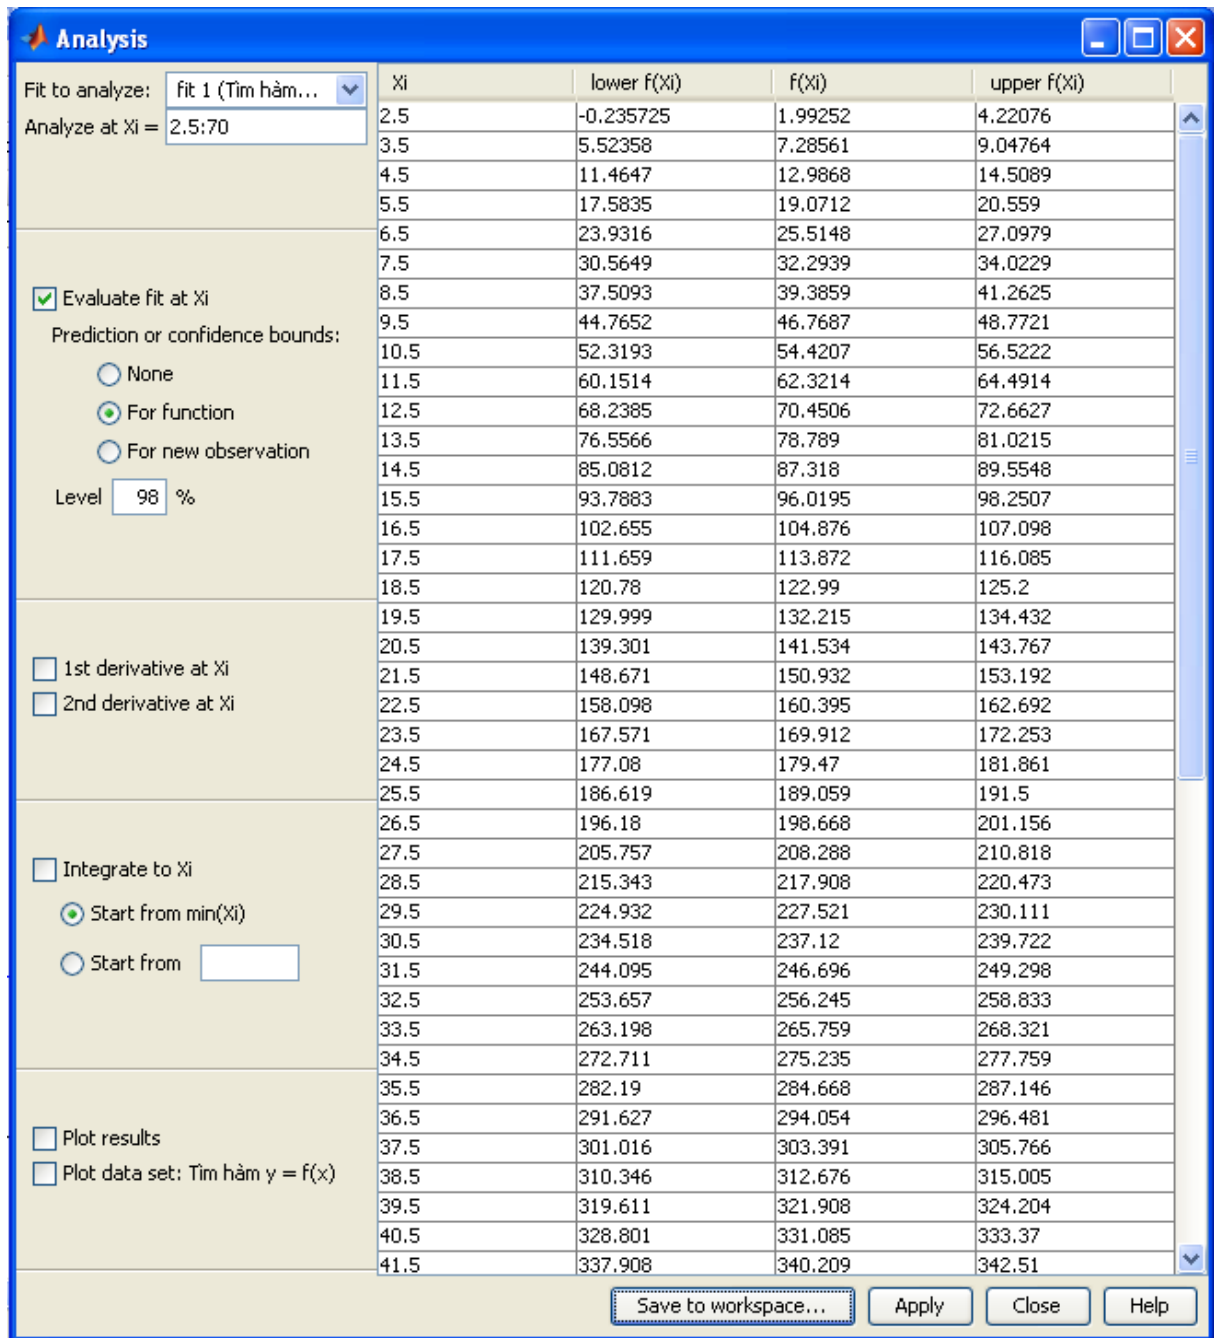 Analysis
Fit to analyze: fit 1 (Tìm hàm...
Analyze at Xi = 2.5:70
Evaluate fit at Xi
Prediction or confidence bounds:
None
For function
For new observation
Level 98 %
1st derivative at Xi
2nd derivative at Xi
Integrate to Xi
Start from min(Xi)
Start from
Plot results
Plot data set: Tìm hàm y = f(x)
Xi lower f(Xi) f(Xi) upper f(Xi)
2.5 -0.235725 1.99252 4.22076
3.5 5.52358 7.28561 9.04764
4.5 11.4647 12.9868 14.5089
5.5 17.5835 19.0712 20.559
6.5 23.9316 25.5148 27.0979
7.5 30.5649 32.2939 34.0229
8.5 37.5093 39.3859 41.2625
9.5 44.7652 46.7687 48.7721
10.5 52.3193 54.4207 56.5222
11.5 60.1514 62.3214 64.4914
12.5 68.2385 70.4506 72.6627
13.5 76.5566 78.789 81.0215
14.5 85.0812 87.318 89.5548
15.5 93.7883 96.0195 98.2507
16.5 102.655 104.876 107.098
17.5 111.659 113.872 116.085
18.5 120.78 122.99 125.2
19.5 129.999 132.215 134.432
20.5 139.301 141.534 143.767
21.5 148.671 150.932 153.192
22.5 158.098 160.395 162.692
23.5 167.571 169.912 172.253
24.5 177.08 179.47 181.861
25.5 186.619 189.059 191.5
26.5 196.18 198.668 201.156
27.5 205.757 208.288 210.818
28.5 215.343 217.908 220.473
29.5 224.932 227.521 230.111
30.5 234.518 237.12 239.722
31.5 244.095 246.696 249.298
32.5 253.657 256.245 258.833
33.5 263.198 265.759 268.321
34.5 272.711 275.235 277.759
35.5 282.19 284.668 287.146
36.5 291.627 294.054 296.481
37.5 301.016 303.391 305.766
38.5 310.346 312.676 315.005
39.5 319.611 321.908 324.204
40.5 328.801 331.085 333.37
41.5 337.908 340.209 342.51
Save to workspace... Apply Close Help